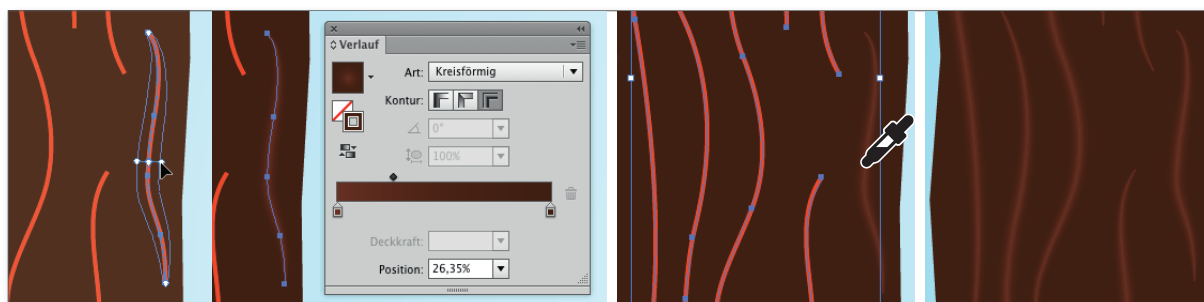 Verlauf
Art: Kreisförmig
Kontur:
0°
100%
Deckkraft:
Position: 26,35%